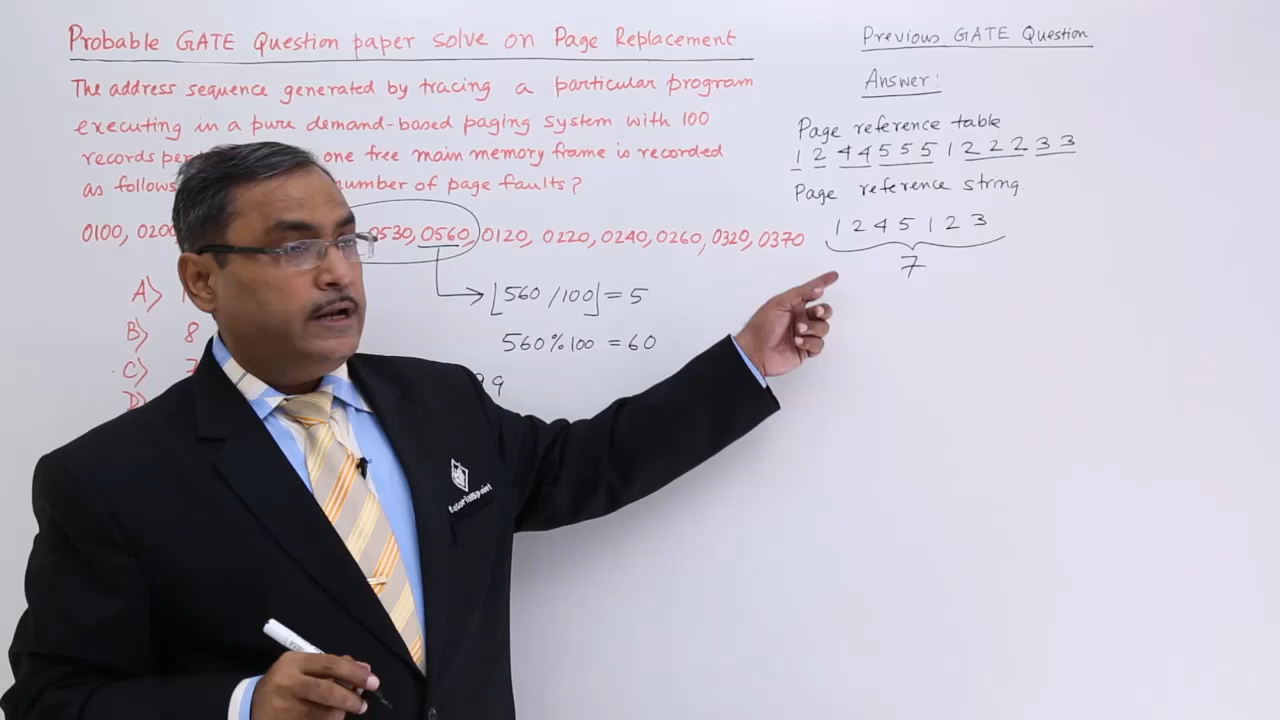 Probable GATE Question paper solve on Page Replacement
The address sequence generated by tracing a particular program
executing in a pure demand-based paging system with 100
records per one free main memory frame is recorded
as follows number of page faults?
0100, 0200 0530, 0560, 0120, 0220, 0240, 0260, 0320, 0370
A)
B) 8
C) 7
D)
⌊560 /100⌋ = 5
560 % 100 = 60
99
Previous GATE Question
Answer:
Page reference table
1 2 4 4 5 5 5 1 2 2 2 3 3
Page reference string
1 2 4 5 1 2 3
7
tutorialspoint